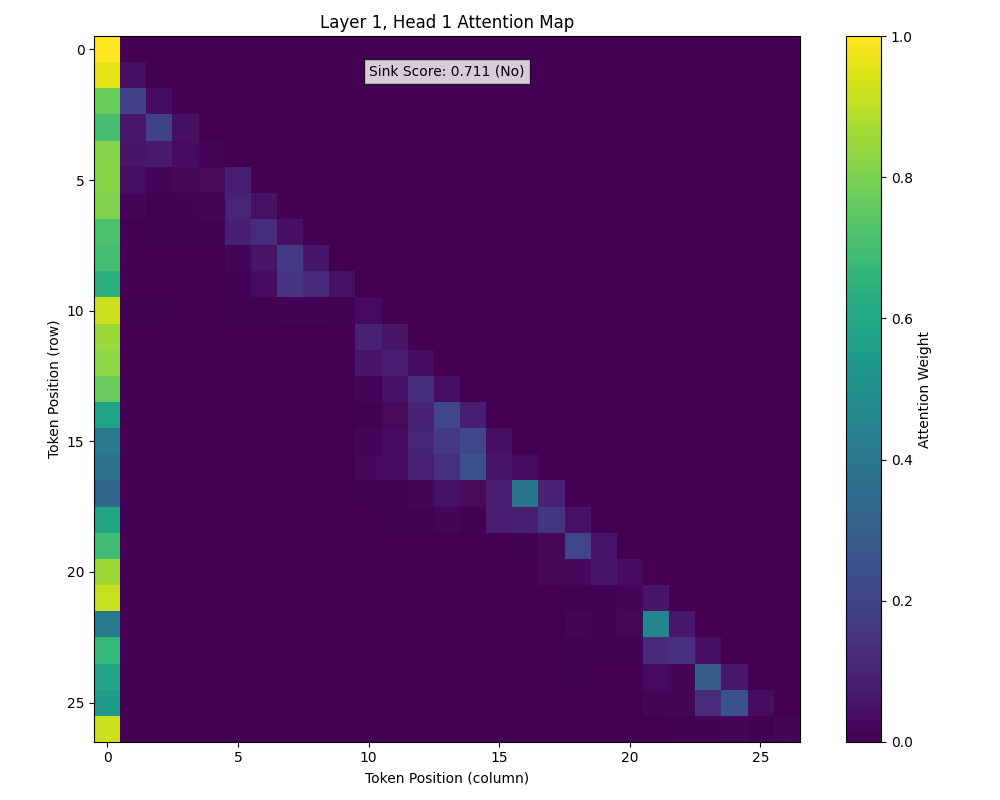 Layer 1, Head 1 Attention Map
Sink Score: 0.711 (No)
0
5
10
15
20
25
Token Position (row)
0 5 10 15 20 25
Token Position (column)
1.0
0.8
0.6
0.4
0.2
0.0
Attention Weight